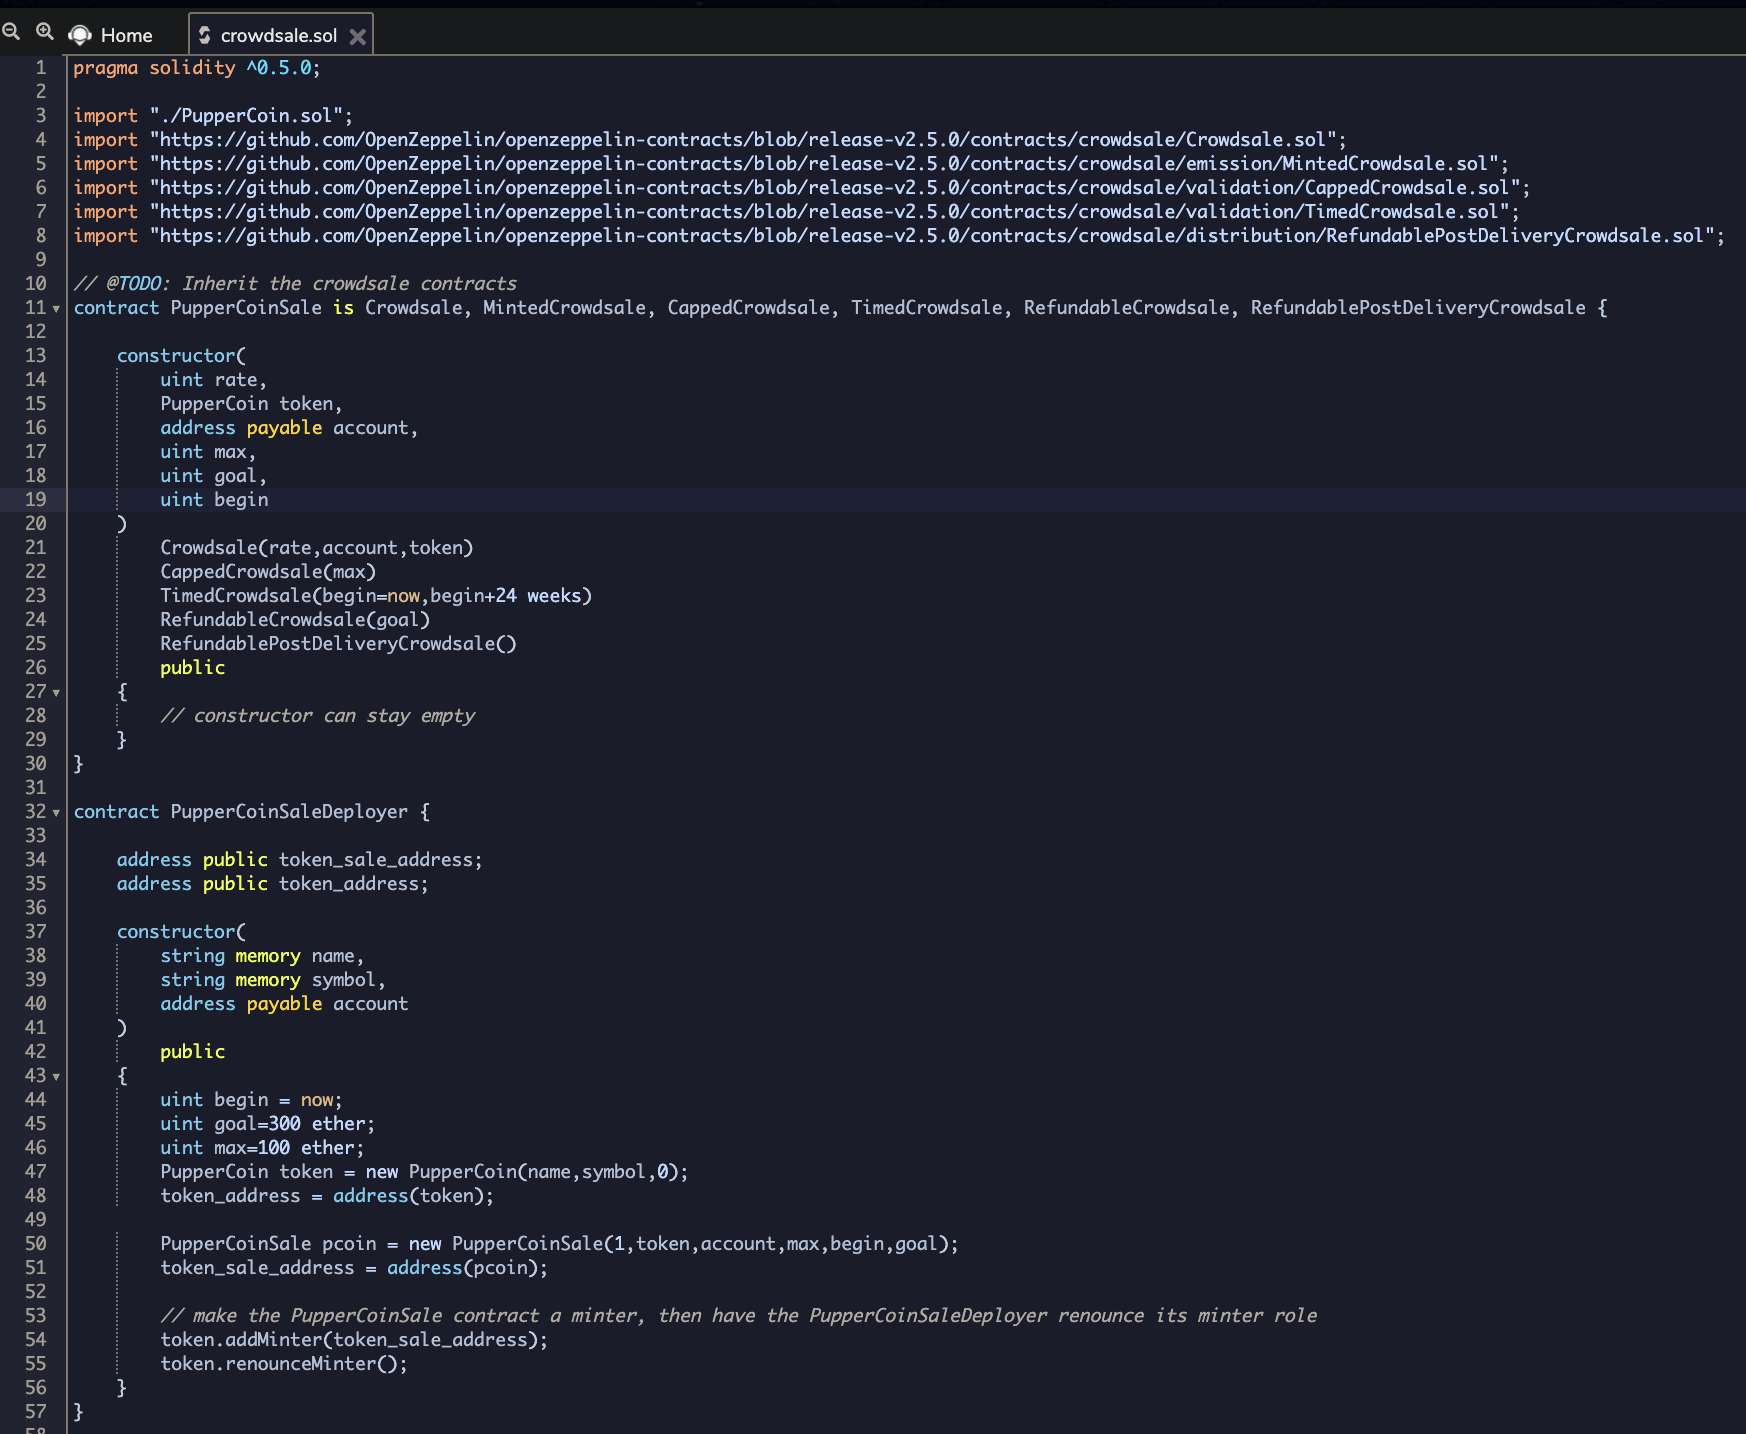 Home crowdsale.sol
1 pragma solidity ^0.5.0;
2
3 import "./PupperCoin.sol";
4 import "https://github.com/OpenZeppelin/openzeppelin-contracts/blob/release-v2.5.0/contracts/crowdsale/Crowdsale.sol";
5 import "https://github.com/OpenZeppelin/openzeppelin-contracts/blob/release-v2.5.0/contracts/crowdsale/emission/MintedCrowdsale.sol";
6 import "https://github.com/OpenZeppelin/openzeppelin-contracts/blob/release-v2.5.0/contracts/crowdsale/validation/CappedCrowdsale.sol";
7 import "https://github.com/OpenZeppelin/openzeppelin-contracts/blob/release-v2.5.0/contracts/crowdsale/validation/TimedCrowdsale.sol";
8 import "https://github.com/OpenZeppelin/openzeppelin-contracts/blob/release-v2.5.0/contracts/crowdsale/distribution/RefundablePostDeliveryCrowdsale.sol";
9
10 // @TODO: Inherit the crowdsale contracts
11 contract PupperCoinSale is Crowdsale, MintedCrowdsale, CappedCrowdsale, TimedCrowdsale, RefundableCrowdsale, RefundablePostDeliveryCrowdsale {
12
13     constructor(
14         uint rate,
15         PupperCoin token,
16         address payable account,
17         uint max,
18         uint goal,
19         uint begin
20     )
21         Crowdsale(rate,account,token)
22         CappedCrowdsale(max)
23         TimedCrowdsale(begin=now,begin+24 weeks)
24         RefundableCrowdsale(goal)
25         RefundablePostDeliveryCrowdsale()
26         public
27     {
28         // constructor can stay empty
29     }
30 }
31
32 contract PupperCoinSaleDeployer {
33
34     address public token_sale_address;
35     address public token_address;
36
37     constructor(
38         string memory name,
39         string memory symbol,
40         address payable account
41     )
42         public
43     {
44         uint begin = now;
45         uint goal=300 ether;
46         uint max=100 ether;
47         PupperCoin token = new PupperCoin(name,symbol,0);
48         token_address = address(token);
49
50         PupperCoinSale pcoin = new PupperCoinSale(1,token,account,max,begin,goal);
51         token_sale_address = address(pcoin);
52
53         // make the PupperCoinSale contract a minter, then have the PupperCoinSaleDeployer renounce its minter role
54         token.addMinter(token_sale_address);
55         token.renounceMinter();
56     }
57 }
58